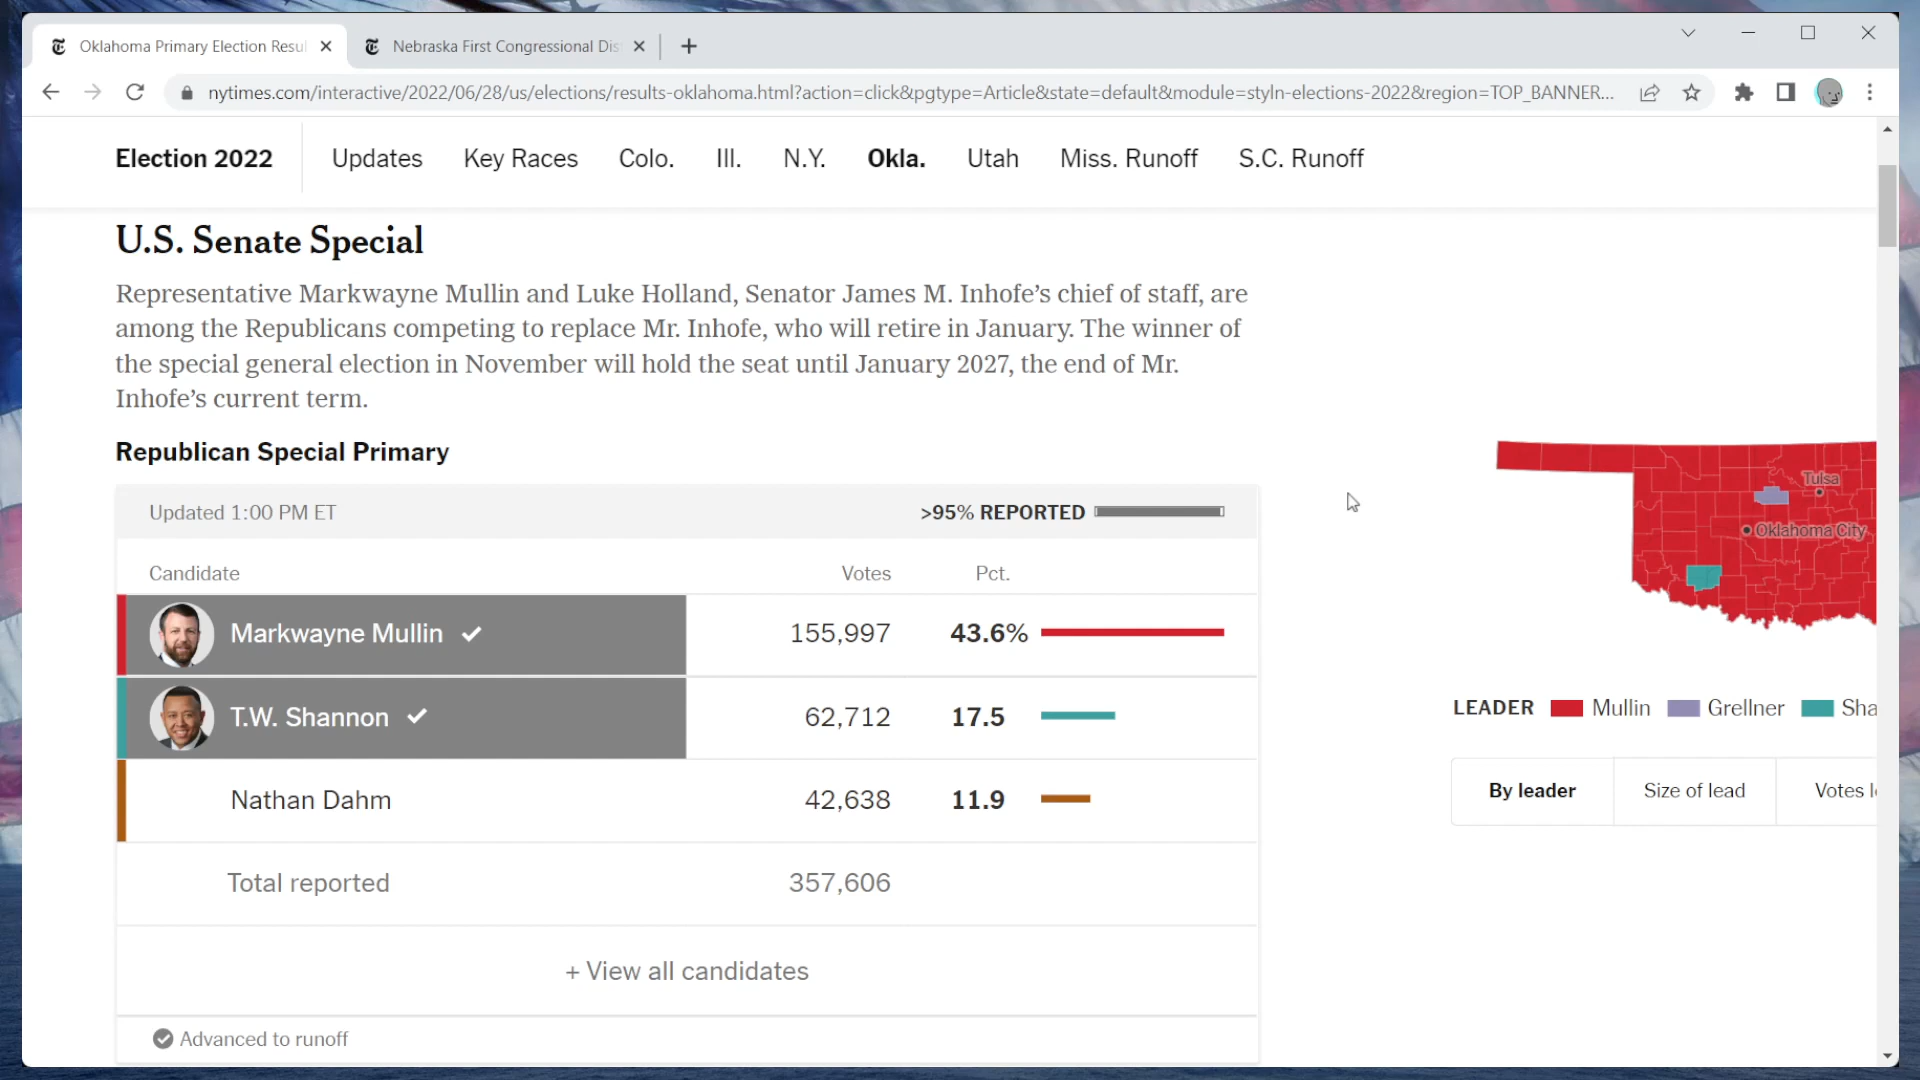 Oklahoma Primary Election Resu
Nebraska First Congressional Dis
nytimes.com/interactive/2022/06/28/us/elections/results-oklahoma.html?action=click&pgtype=Article&state=default&module=styln-elections-2022&region=TOP_BANNER...
Election 2022
Updates
Key Races
Colo.
Ill.
N.Y.
Okla.
Utah
Miss. Runoff
S.C. Runoff
U.S. Senate Special
Representative Markwayne Mullin and Luke Holland, Senator James M. Inhofe's chief of staff, are
among the Republicans competing to replace Mr. Inhofe, who will retire in January. The winner of
the special general election in November will hold the seat until January 2027, the end of Mr.
Inhofe's current term.
Republican Special Primary
Updated 1:00 PM ET
>95% REPORTED
Candidate Votes Pct.
Markwayne Mullin 155,997 43.6%
T.W. Shannon 62,712 17.5
Nathan Dahm 42,638 11.9
Total reported 357,606
+ View all candidates
Advanced to runoff
Tulsa
Oklahoma City
LEADER Mullin Grellner Sha
By leader
Size of lead
Votes l